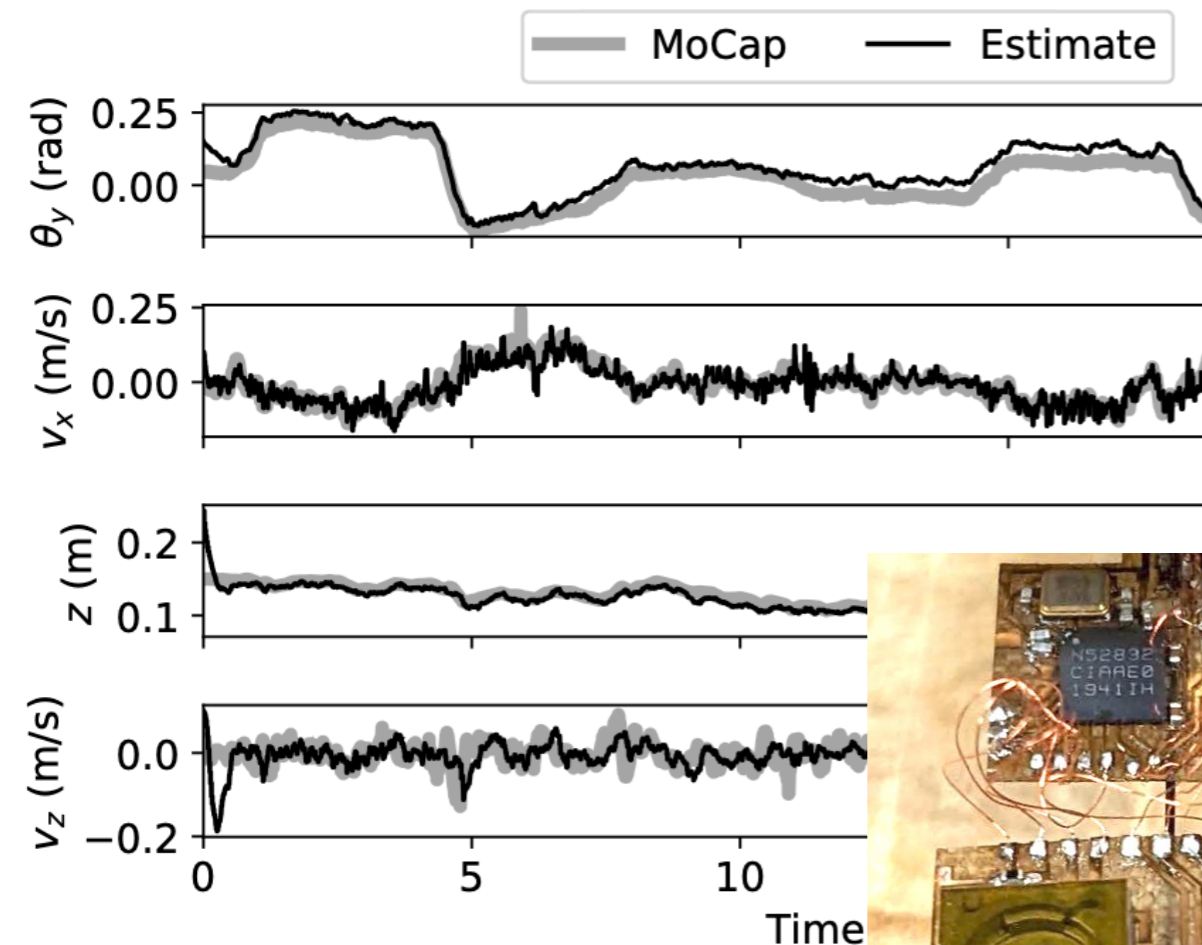 MoCap Estimate
θy (rad)
0.25
0.00
vx (m/s)
0.25
0.00
z (m)
0.2
0.1
vz (m/s)
0.0
−0.2
0 5 10
Time
N52832
CIAAE0
1941IH